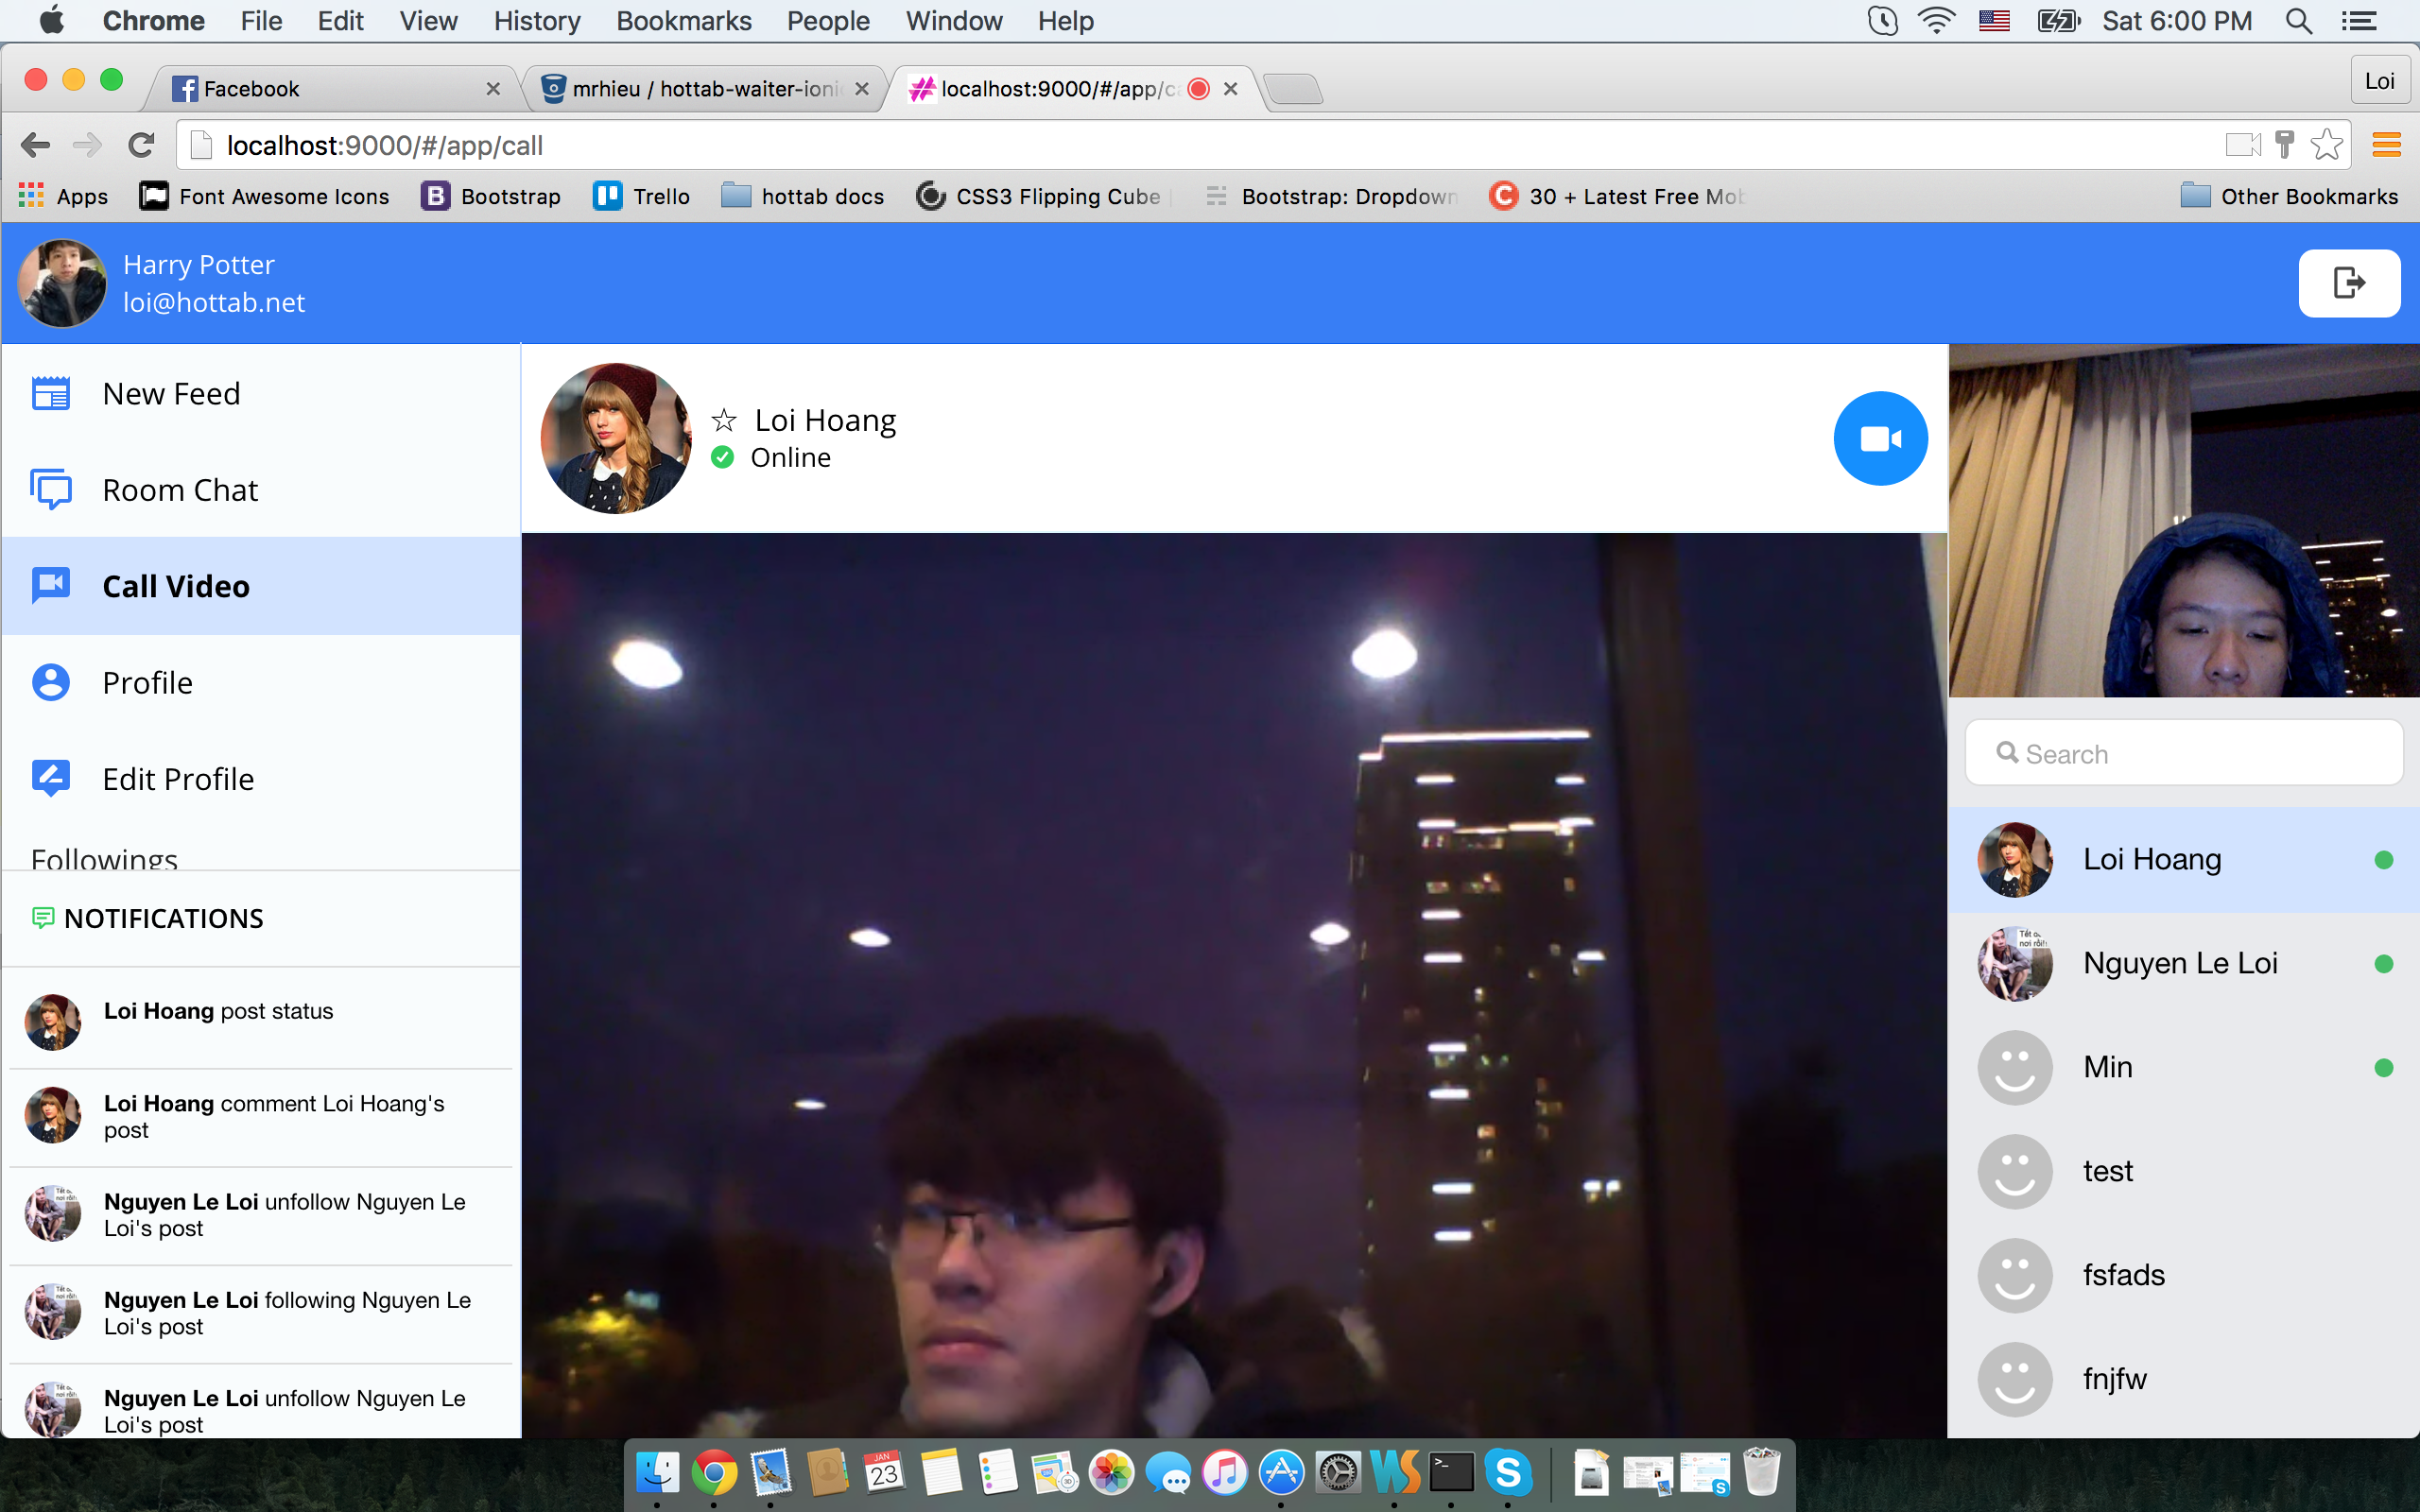 Chrome File Edit View History Bookmarks People Window Help Sat 6:00 PM
Facebook mrhieu / hottab-waiter-ioni localhost:9000/#/app/c Loi
localhost:9000/#/app/call
Apps Font Awesome Icons B Bootstrap Trello hottab docs CSS3 Flipping Cube Bootstrap: Dropdown 30 + Latest Free Mob Other Bookmarks
Harry Potter
loi@hottab.net
New Feed
Room Chat
Call Video
Profile
Edit Profile
Followings
NOTIFICATIONS
Loi Hoang post status
Loi Hoang comment Loi Hoang's
post
Nguyen Le Loi unfollow Nguyen Le
Loi's post
Nguyen Le Loi following Nguyen Le
Loi's post
Nguyen Le Loi unfollow Nguyen Le
Loi's post
Loi Hoang
Online
Search
Loi Hoang
Nguyen Le Loi
Min
test
fsfads
fnjfw
JAN
23
WS
S